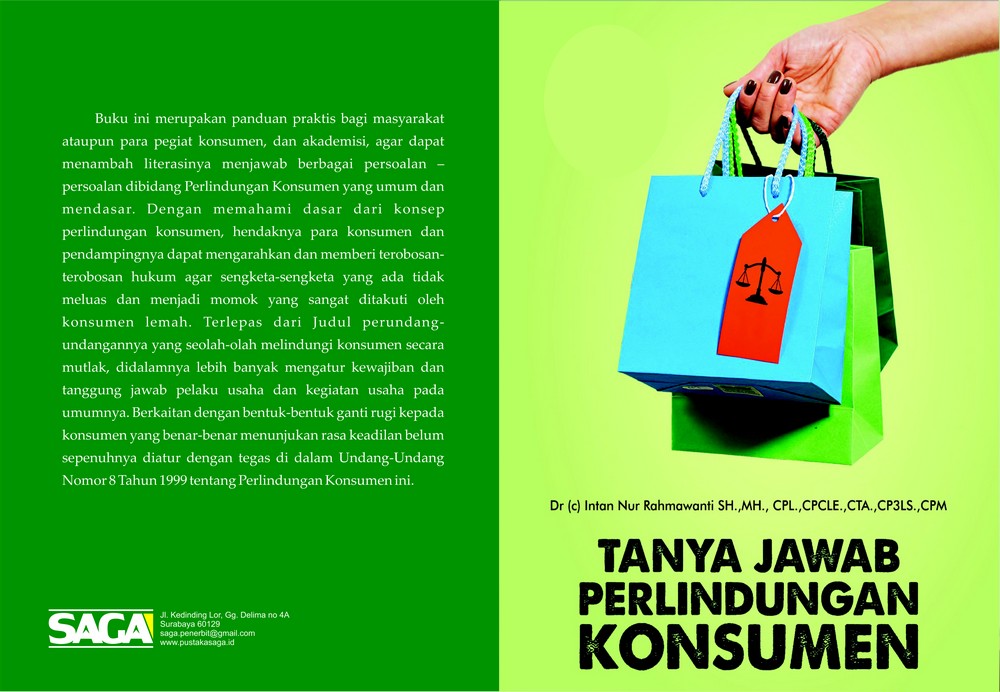 Buku ini merupakan panduan praktis bagi masyarakat
ataupun para pegiat konsumen, dan akademisi, agar dapat
menambah literasinya menjawab berbagai persoalan –
persoalan dibidang Perlindungan Konsumen yang umum dan
mendasar. Dengan memahami dasar dari konsep
perlindungan konsumen, hendaknya para konsumen dan
pendampingnya dapat mengarahkan dan memberi terobosan-
terobosan hukum agar sengketa-sengketa yang ada tidak
meluas dan menjadi momok yang sangat ditakuti oleh
konsumen lemah. Terlepas dari Judul perundang-
undangannya yang seolah-olah melindungi konsumen secara
mutlak, didalamnya lebih banyak mengatur kewajiban dan
tanggung jawab pelaku usaha dan kegiatan usaha pada
umumnya. Berkaitan dengan bentuk-bentuk ganti rugi kepada
konsumen yang benar-benar menunjukan rasa keadilan belum
sepenuhnya diatur dengan tegas di dalam Undang-Undang
Nomor 8 Tahun 1999 tentang Perlindungan Konsumen ini.
SAGA
Jl. Kedinding Lor, Gg. Delima no 4A
Surabaya 60129
saga.penerbit@gmail.com
www.pustakasaga.id
Dr (c) Intan Nur Rahmawanti SH.,MH., CPL.,CPCLE.,CTA.,CP3LS.,CPM
TANYA JAWAB
PERLINDUNGAN
KONSUMEN